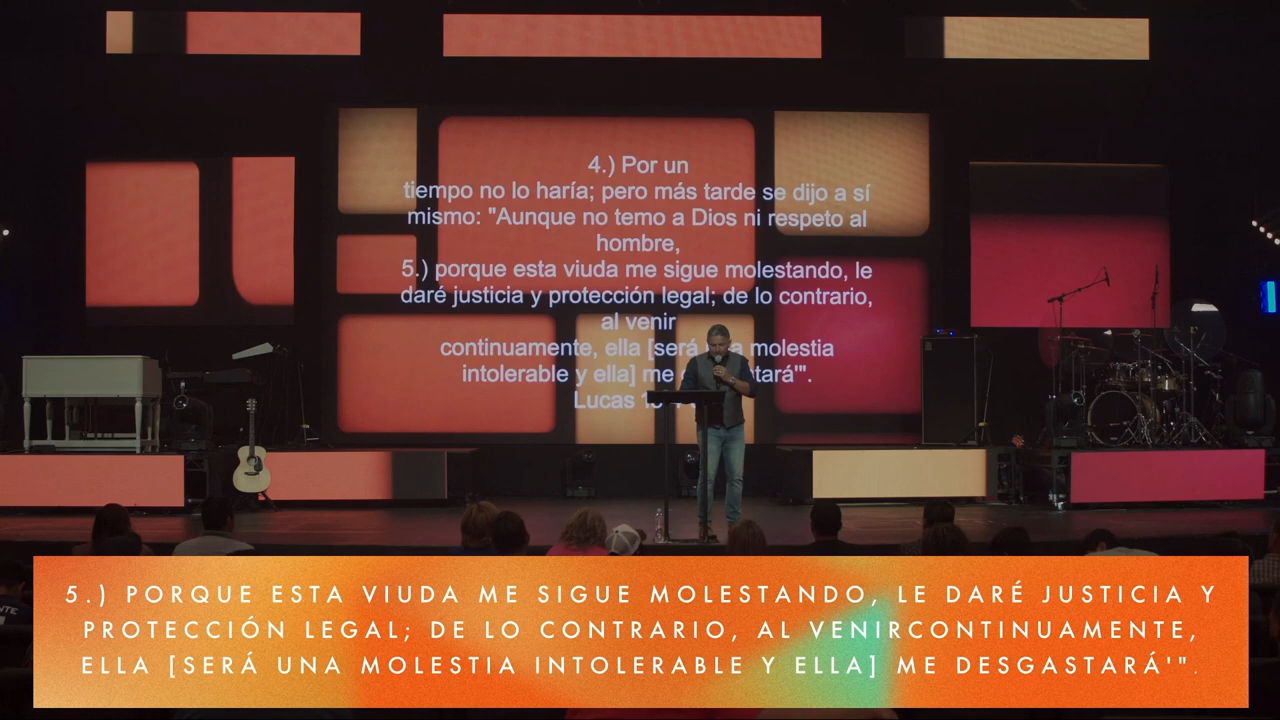 4.) Por un
tiempo no lo haría; pero más tarde se dijo a sí
mismo: "Aunque no temo a Dios ni respeto al
hombre,
5.) porque esta viuda me sigue molestando, le
daré justicia y protección legal; de lo contrario,
al venir
continuamente, ella [será molestia
intolerable y ella] me
Lucas
5.) PORQUE ESTA VIUDA ME SIGUE MOLESTANDO, LE DARÉ JUSTICIA Y
PROTECCIÓN LEGAL; DE LO CONTRARIO, AL VENIRCONTINUAMENTE,
ELLA [SERÁ UNA MOLESTIA INTOLERABLE Y ELLA] ME DESGASTARÁ'".